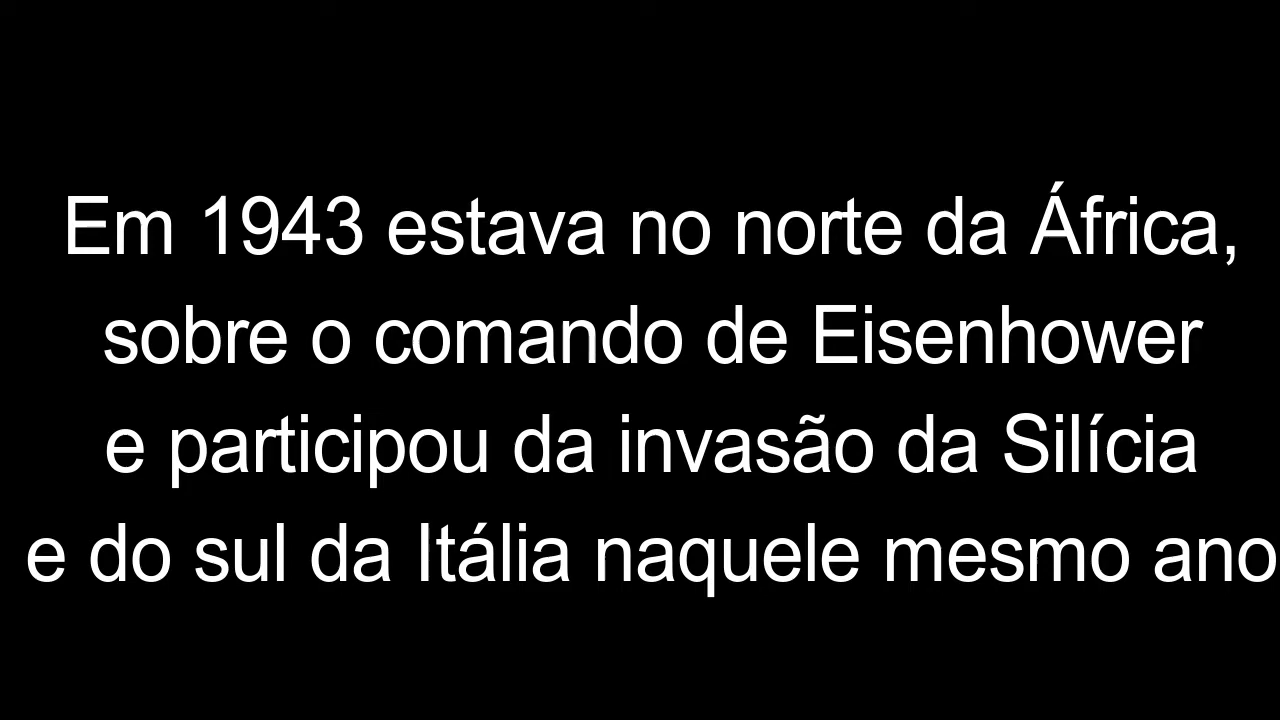 Em 1943 estava no norte da África,
sobre o comando de Eisenhower
e participou da invasão da Silícia
e do sul da Itália naquele mesmo ano